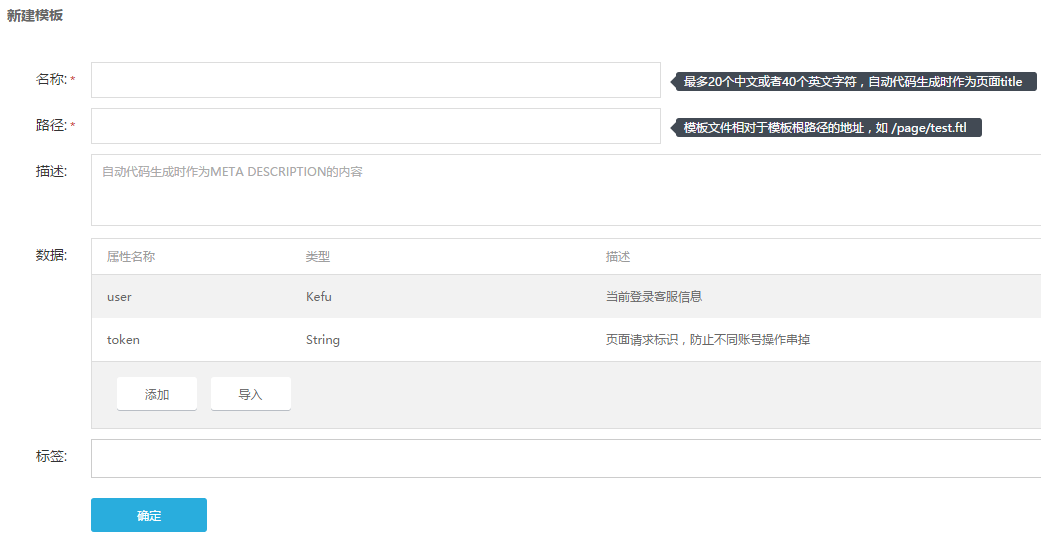 新建模板
名称:* 最多20个中文或者40个英文字符，自动代码生成时作为页面title
路径:* 模板文件相对于模板根路径的地址，如 /page/test.ftl
描述: 自动代码生成时作为META DESCRIPTION的内容
数据: 属性名称 类型 描述
user Kefu 当前登录客服信息
token String 页面请求标识，防止不同账号操作串掉
添加 导入
标签:
确定